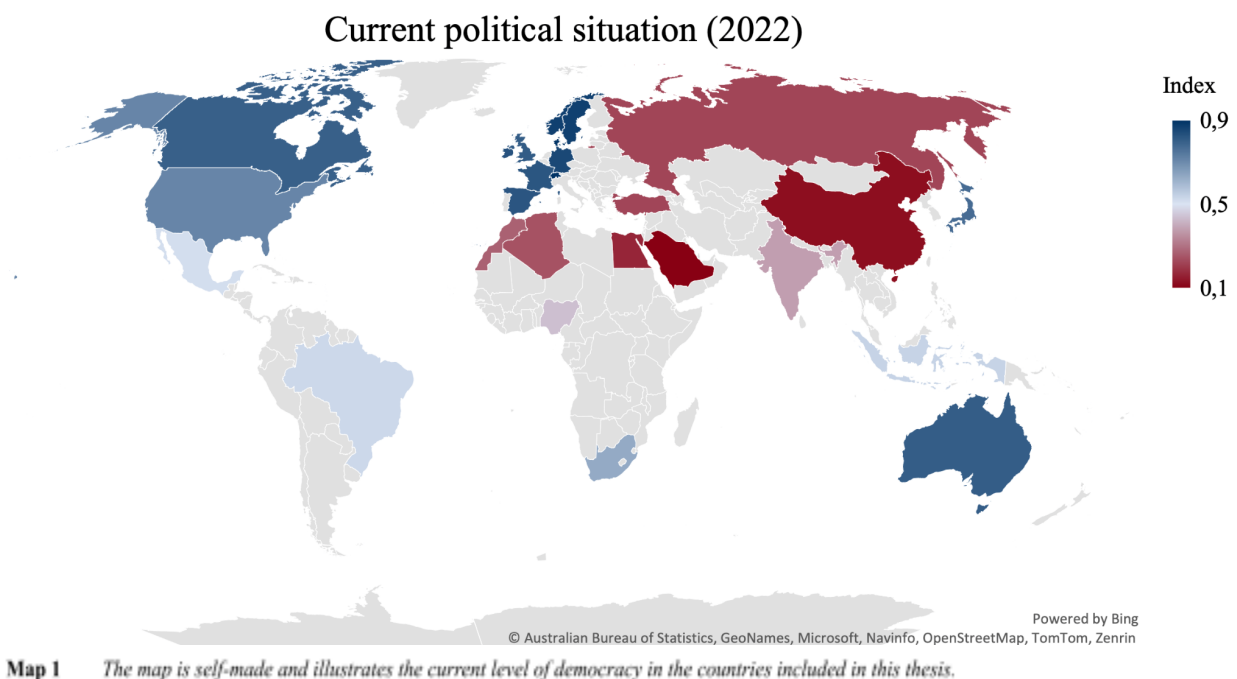 Current political situation (2022)
Index
0,9
0,5
0,1
Powered by Bing
© Australian Bureau of Statistics, GeoNames, Microsoft, Navinfo, OpenStreetMap, TomTom, Zenrin
Map 1 The map is self-made and illustrates the current level of democracy in the countries included in this thesis.